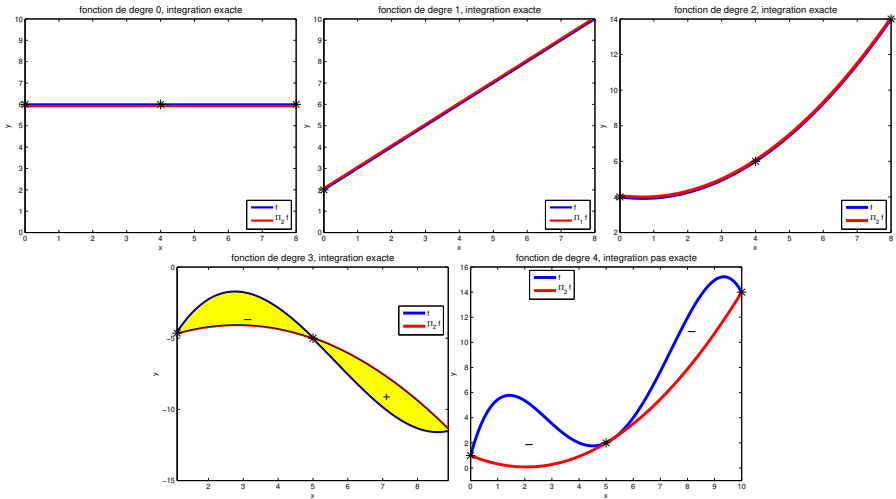 fonction de degre 0, integration exacte
10
9
8
7
6
5
4
3
2
1
0
y
0 1 2 3 4 5 6 7 8
x
f
Π₂ f
fonction de degre 1, integration exacte
10
9
8
7
6
5
4
3
2
1
0
y
0 1 2 3 4 5 6 7 8
x
f
Π₁ f
fonction de degre 2, integration exacte
14
12
10
8
6
4
2
y
0 1 2 3 4 5 6 7 8
x
f
Π₂ f
fonction de degre 3, integration exacte
0
−5
−10
−15
y
2 3 4 5 6 7 8
x
f
Π₂ f
−
+
fonction de degre 4, integration pas exacte
16
14
12
10
8
6
4
2
0
y
0 1 2 3 4 5 6 7 8 9 10
x
f
Π₂ f
−
−